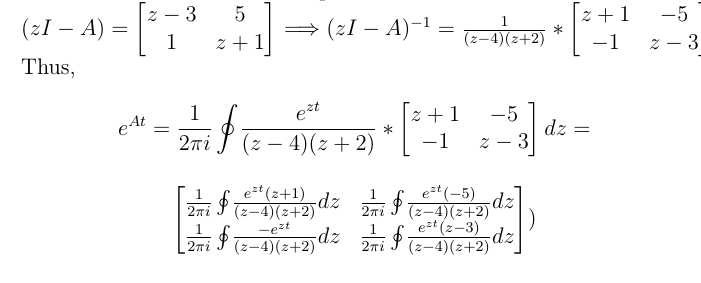 (zI − A) = [z − 3 5; 1 z + 1] ⟹ (zI − A)⁻¹ = 1/((z−4)(z+2)) * [z + 1 −5; −1 z − 3]
Thus,
e^{At} = 1/(2πi) ∮ e^{zt}/((z − 4)(z + 2)) * [z + 1 −5; −1 z − 3] dz =
[1/(2πi) ∮ e^{zt}(z+1)/((z−4)(z+2)) dz 1/(2πi) ∮ e^{zt}(−5)/((z−4)(z+2)) dz;
1/(2πi) ∮ −e^{zt}/((z−4)(z+2)) dz 1/(2πi) ∮ e^{zt}(z−3)/((z−4)(z+2)) dz] )